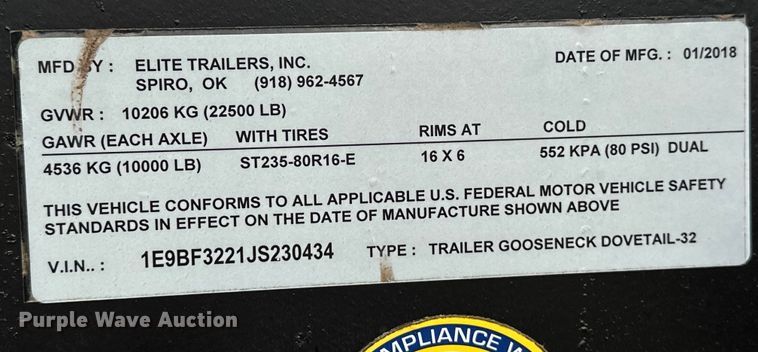 MFD BY : ELITE TRAILERS, INC. DATE OF MFG. : 01/2018
SPIRO, OK (918) 962-4567
GVWR : 10206 KG (22500 LB)
GAWR (EACH AXLE) WITH TIRES RIMS AT COLD
4536 KG (10000 LB) ST235-80R16-E 16 X 6 552 KPA (80 PSI) DUAL
THIS VEHICLE CONFORMS TO ALL APPLICABLE U.S. FEDERAL MOTOR VEHICLE SAFETY
STANDARDS IN EFFECT ON THE DATE OF MANUFACTURE SHOWN ABOVE
V.I.N.. : 1E9BF3221JS230434 TYPE : TRAILER GOOSENECK DOVETAIL-32
Purple Wave Auction